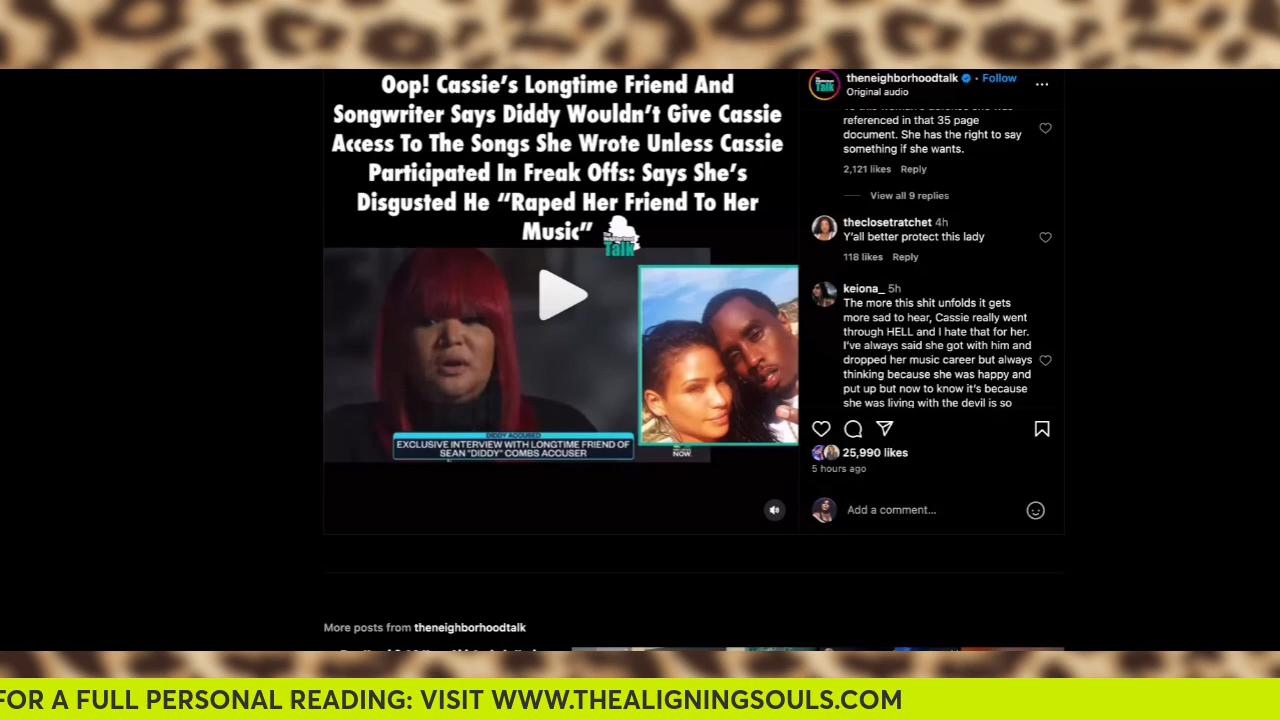 Oop! Cassie's Longtime Friend And
Songwriter Says Diddy Wouldn't Give Cassie
Access To The Songs She Wrote Unless Cassie
Participated In Freak Offs: Says She's
Disgusted He “Raped Her Friend To Her
Music”
Talk
DIDDY ACCUSED
EXCLUSIVE INTERVIEW WITH LONGTIME FRIEND OF
SEAN "DIDDY" COMBS ACCUSER
NOW
Talk
theneighborhoodtalk • Follow
Original audio
referenced in that 35 page
document. She has the right to say
something if she wants.
2,121 likes Reply
View all 9 replies
theclosetratchet 4h
Y'all better protect this lady
118 likes Reply
keiona_ 5h
The more this shit unfolds it gets
more sad to hear, Cassie really went
through HELL and I hate that for her.
I've always said she got with him and
dropped her music career but always
thinking because she was happy and
put up but now to know it's because
she was living with the devil is so
25,990 likes
5 hours ago
Add a comment...
More posts from theneighborhoodtalk
FOR A FULL PERSONAL READING: VISIT WWW.THEALIGNINGSOULS.COM